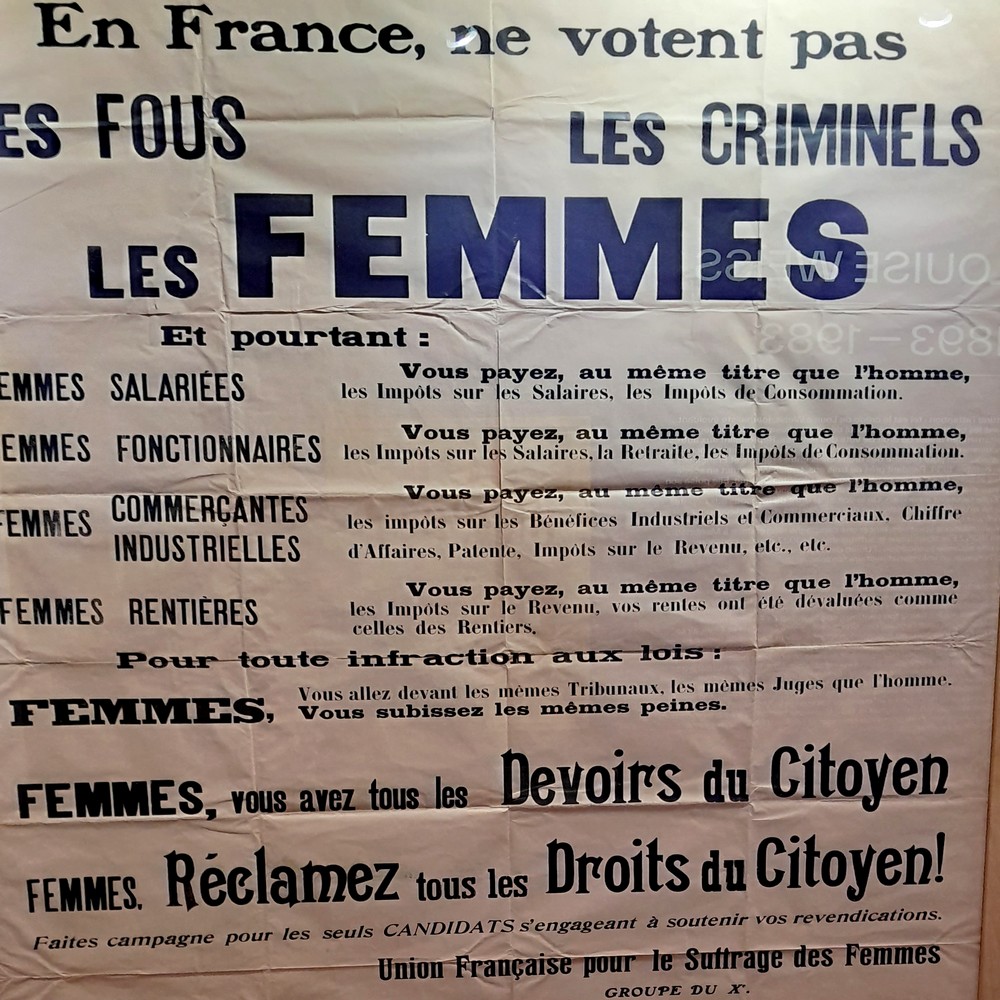 En France, ne votent pas
ES FOUS LES CRIMINELS
LES FEMMES
OUISE WEISS
1893 – 1983
Et pourtant :
EMMES SALARIÉES
Vous payez, au même titre que l'homme,
les Impôts sur les Salaires, les Impôts de Consommation.
EMMES FONCTIONNAIRES
Vous payez, au même titre que l'homme,
les Impôts sur les Salaires, la Retraite, les Impôts de Consommation.
FEMMES COMMERÇANTES
INDUSTRIELLES
Vous payez, au même titre que l'homme,
les impôts sur les Bénéfices Industriels et Commerciaux, Chiffre
d'Affaires, Patente, Impôts sur le Revenu, etc., etc.
FEMMES RENTIÈRES
Vous payez, au même titre que l'homme,
les Impôts sur le Revenu, vos rentes ont été dévaluées comme
celles des Rentiers.
Pour toute infraction aux lois :
FEMMES,
Vous allez devant les mêmes Tribunaux, les mêmes Juges que l'homme.
Vous subissez les mêmes peines.
FEMMES, vous avez tous les Devoirs du Citoyen
FEMMES. Réclamez tous les Droits du Citoyen!
Faites campagne pour les seuls CANDIDATS s'engageant à soutenir vos revendications.
Union Française pour le Suffrage des Femmes
GROUPE DU Xᵉ.